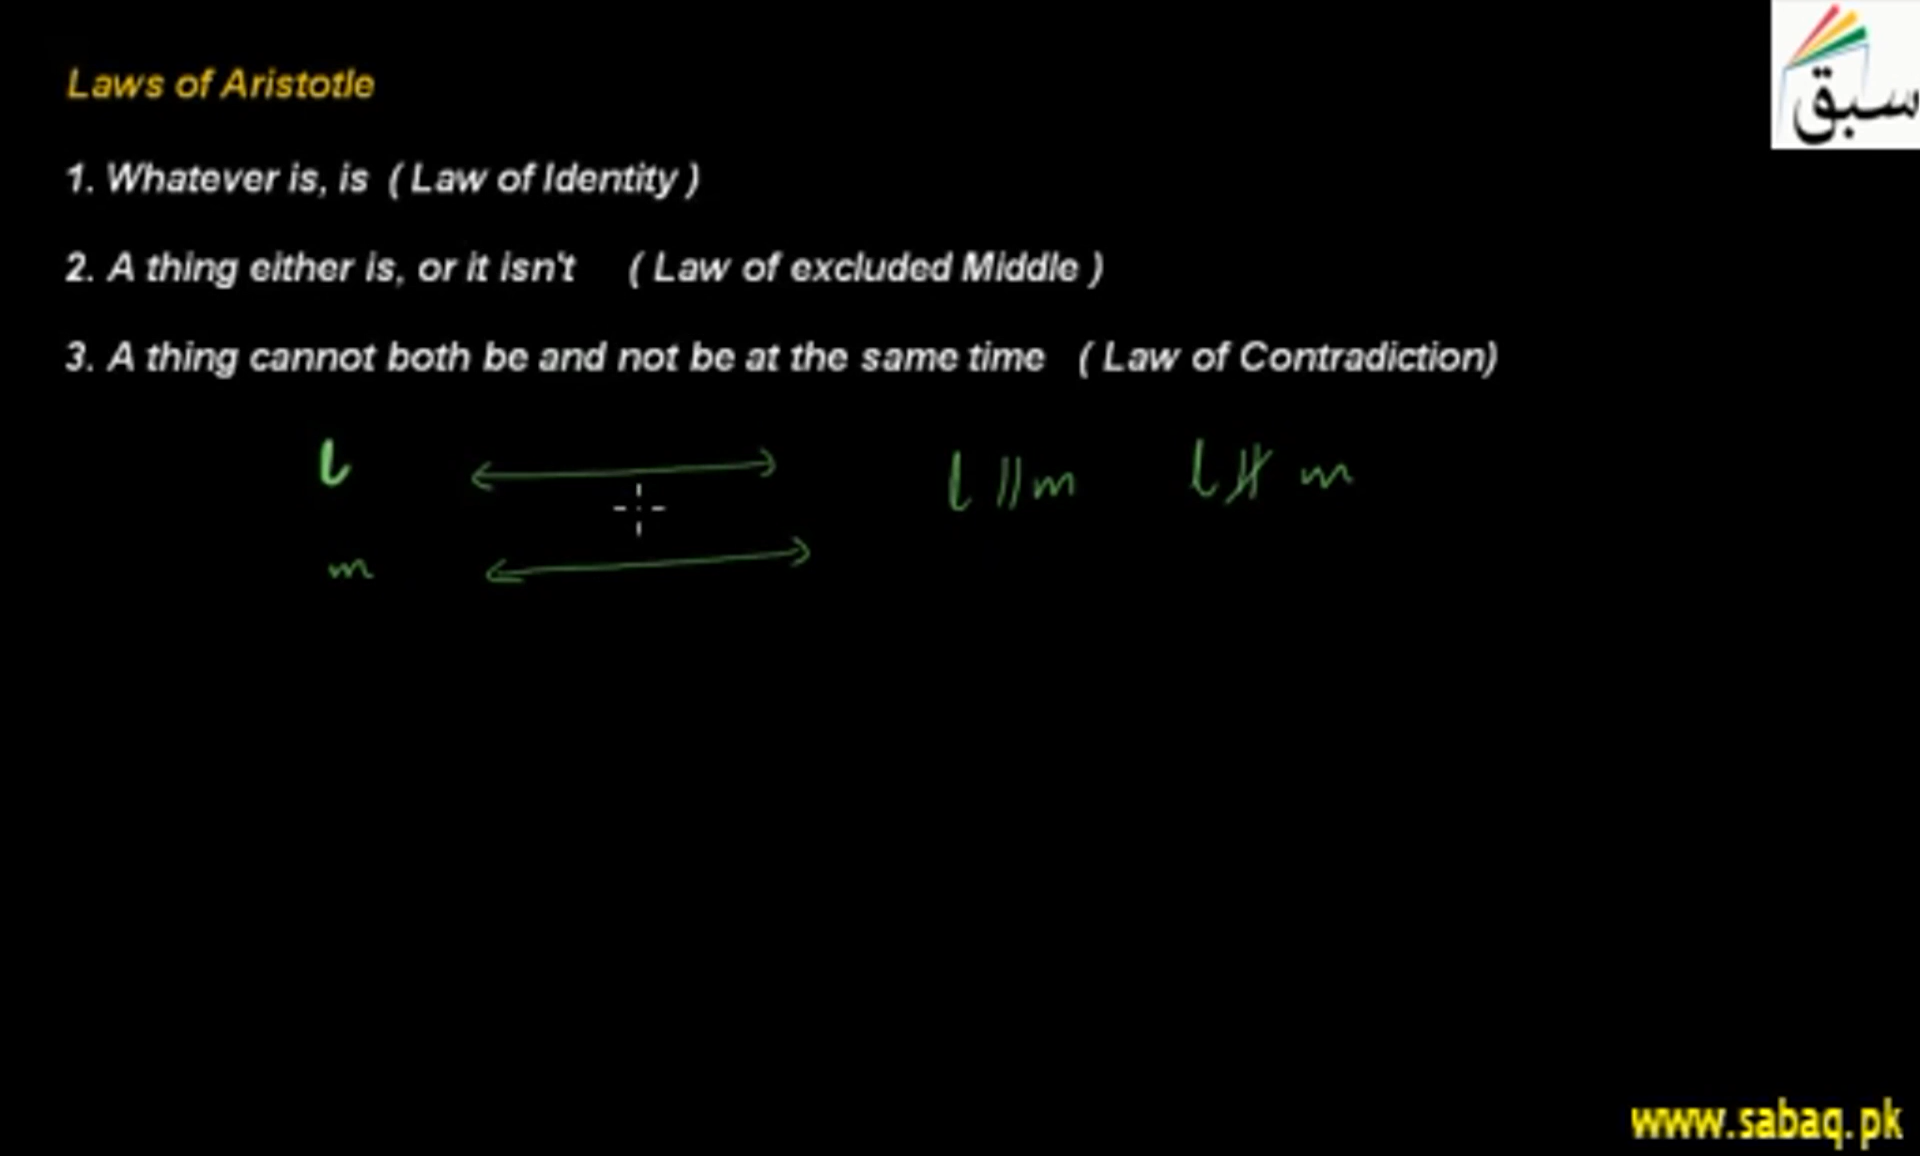 سبق
Laws of Aristotle
1. Whatever is, is ( Law of Identity )
2. A thing either is, or it isn't ( Law of excluded Middle )
3. A thing cannot both be and not be at the same time ( Law of Contradiction)
l l || m l ∦ m
m
www.sabaq.pk